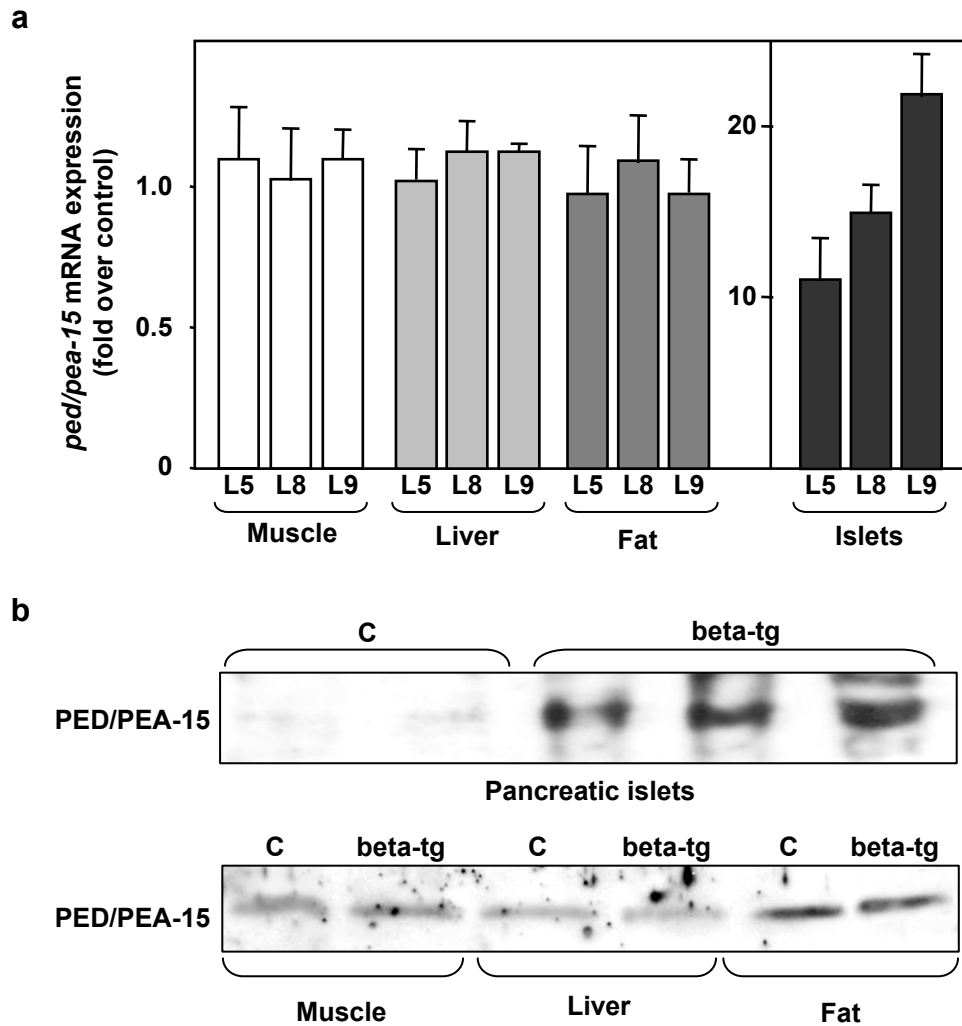 a
ped/pea-15 mRNA expression
(fold over control)
1.0
0.5
0
20
10
L5 L8 L9 L5 L8 L9 L5 L8 L9 L5 L8 L9
Muscle Liver Fat Islets
b
C beta-tg
PED/PEA-15
Pancreatic islets
C beta-tg C beta-tg C beta-tg
PED/PEA-15
Muscle Liver Fat